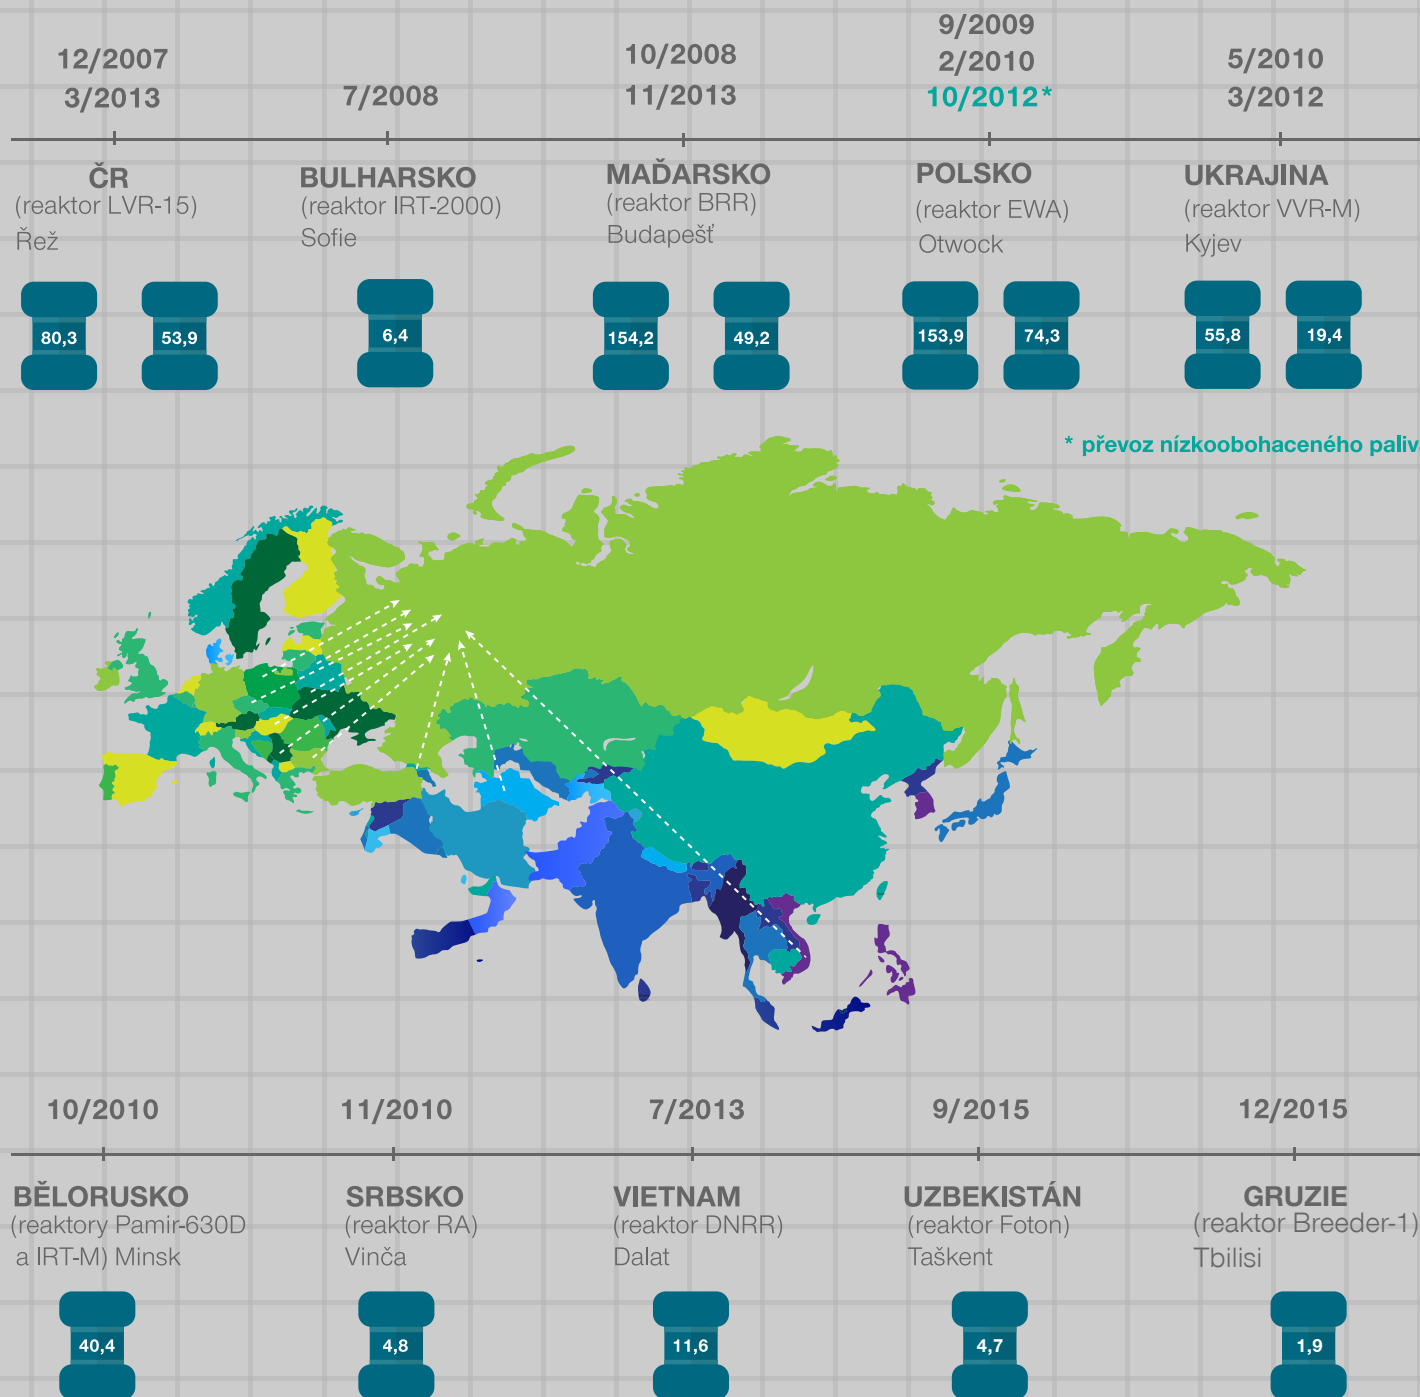 12/2007
3/2013
7/2008
10/2008
11/2013
9/2009
2/2010
10/2012*
5/2010
3/2012
ČR
(reaktor LVR-15)
Řež
BULHARSKO
(reaktor IRT-2000)
Sofie
MAĎARSKO
(reaktor BRR)
Budapešť
POLSKO
(reaktor EWA)
Otwock
UKRAJINA
(reaktor VVR-M)
Kyjev
80,3
53,9
6,4
154,2
49,2
153,9
74,3
55,8
19,4
* převoz nízkoobohaceného paliva
10/2010
11/2010
7/2013
9/2015
12/2015
BĚLORUSKO
(reaktory Pamir-630D
a IRT-M) Minsk
SRBSKO
(reaktor RA)
Vinča
VIETNAM
(reaktor DNRR)
Dalat
UZBEKISTÁN
(reaktor Foton)
Taškent
GRUZIE
(reaktor Breeder-1)
Tbilisi
40,4
4,8
11,6
4,7
1,9